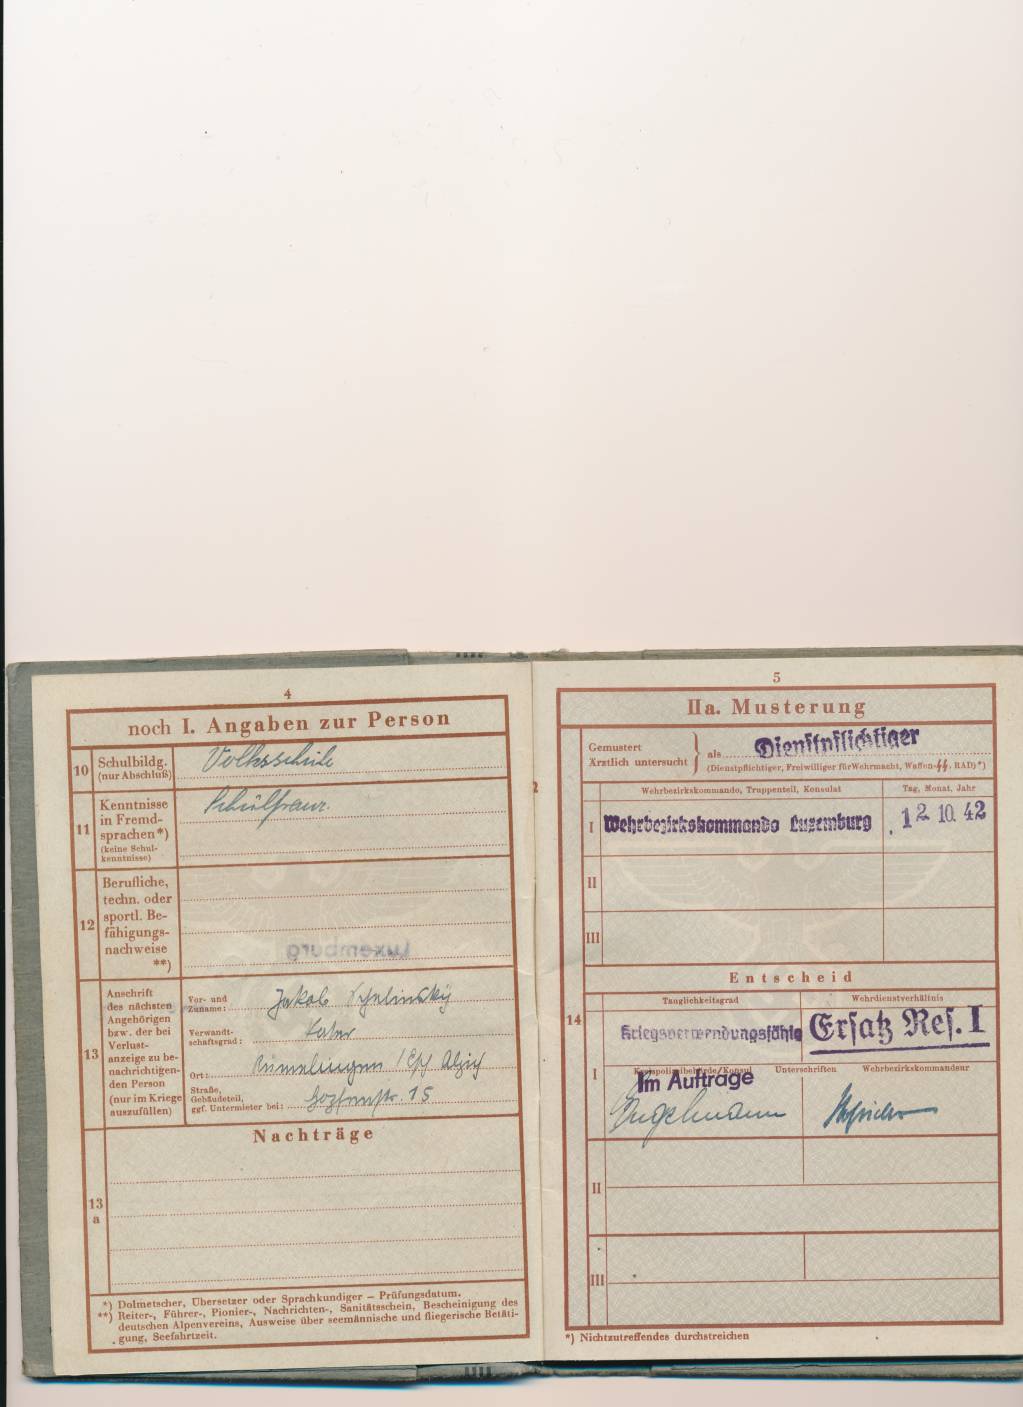 4
noch I. Angaben zur Person
10
Schulbildg.
(nur Abschluß)
Volksschule
11
Kenntnisse
in Fremd-
sprachen*)
(keine Schul-
kenntnisse)
Schulfranz.
12
Berufliche,
techn. oder
sportl. Be-
fähigungs-
nachweise
**)
Luxemburg
13
Anschrift
des nächsten
Angehörigen
bzw. der bei
Verlust-
anzeige zu be-
nachrichtigen-
den Person
(nur im Kriege
auszufüllen)
Vor- und
Zuname:
Jakob
Verwandt-
schaftsgrad:
Vater
Ort:
Rümelingen
Straße,
Gebäudeteil,
ggf. Untermieter bei:
15
Nachträge
13
a
*) Dolmetscher, Übersetzer oder Sprachkundiger – Prüfungsdatum.
**) Reiter-, Führer-, Pionier-, Nachrichten-, Sanitätsschein, Bescheinigung des
deutschen Alpenvereins, Ausweise über seemännische und fliegerische Betäti-
gung, Seefahrtzeit.
5
IIa. Musterung
Gemustert
Ärztlich untersucht
als
Dienstpflichtiger
(Dienstpflichtiger, Freiwilliger für Wehrmacht, Waffen-SS, RAD)*)
Wehrbezirkskommando, Truppenteil, Konsulat
Tag, Monat, Jahr
I
Wehrbezirkskommando Luxemburg
12. 10. 42
II
III
Entscheid
14
Tauglichkeitsgrad
Wehrdienstverhältnis
Kriegsverwendungsfähig
Ersatz Res. I
I
Kreispolizeibehörde/Konsul
Unterschriften
Wehrbezirkskommandeur
Im Auftrage
Engelmann
II
III
*) Nichtzutreffendes durchstreichen